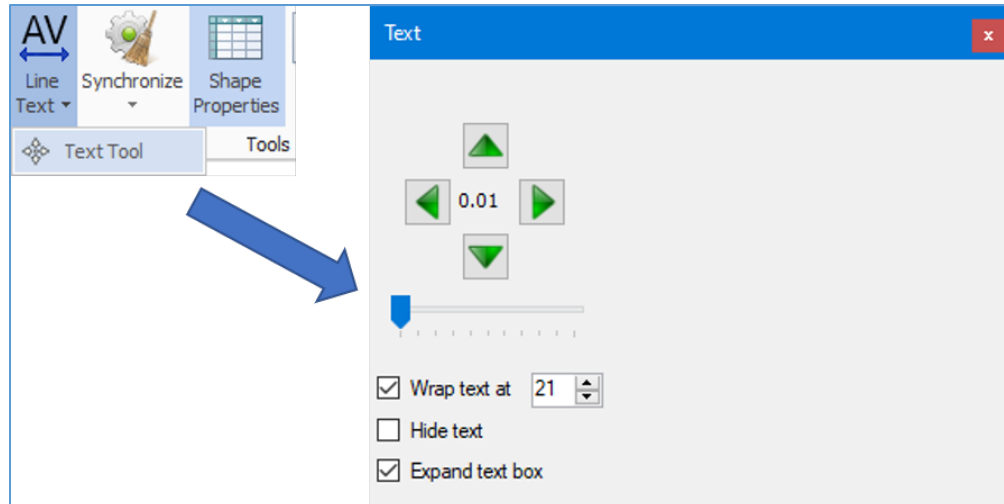 AV
Line
Text
Synchronize
Shape
Properties
Text Tool
Tools
Text
x
0.01
Wrap text at 21
Hide text
Expand text box